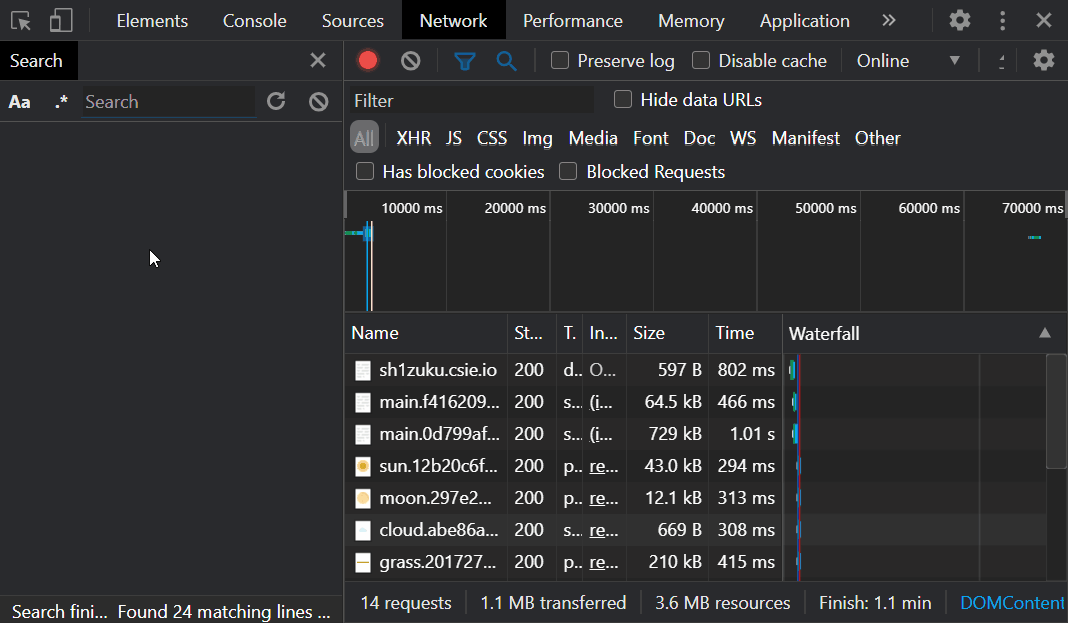 Elements Console Sources Network Performance Memory Application »
Search
Preserve log Disable cache Online
Aa .* Search
Filter Hide data URLs
All XHR JS CSS Img Media Font Doc WS Manifest Other
Has blocked cookies Blocked Requests
10000 ms 20000 ms 30000 ms 40000 ms 50000 ms 60000 ms 70000 ms
Name St... T. In... Size Time Waterfall
sh1zuku.csie.io 200 d.. O... 597 B 802 ms
main.f416209... 200 s... (i... 64.5 kB 466 ms
main.0d799af... 200 s... (i... 729 kB 1.01 s
sun.12b20c6f... 200 p.. re... 43.0 kB 294 ms
moon.297e2... 200 p.. re... 12.1 kB 313 ms
cloud.abe86a... 200 s... re... 669 B 308 ms
grass.201727... 200 p.. re... 210 kB 415 ms
Search fini... Found 24 matching lines ...
14 requests 1.1 MB transferred 3.6 MB resources Finish: 1.1 min DOMContent